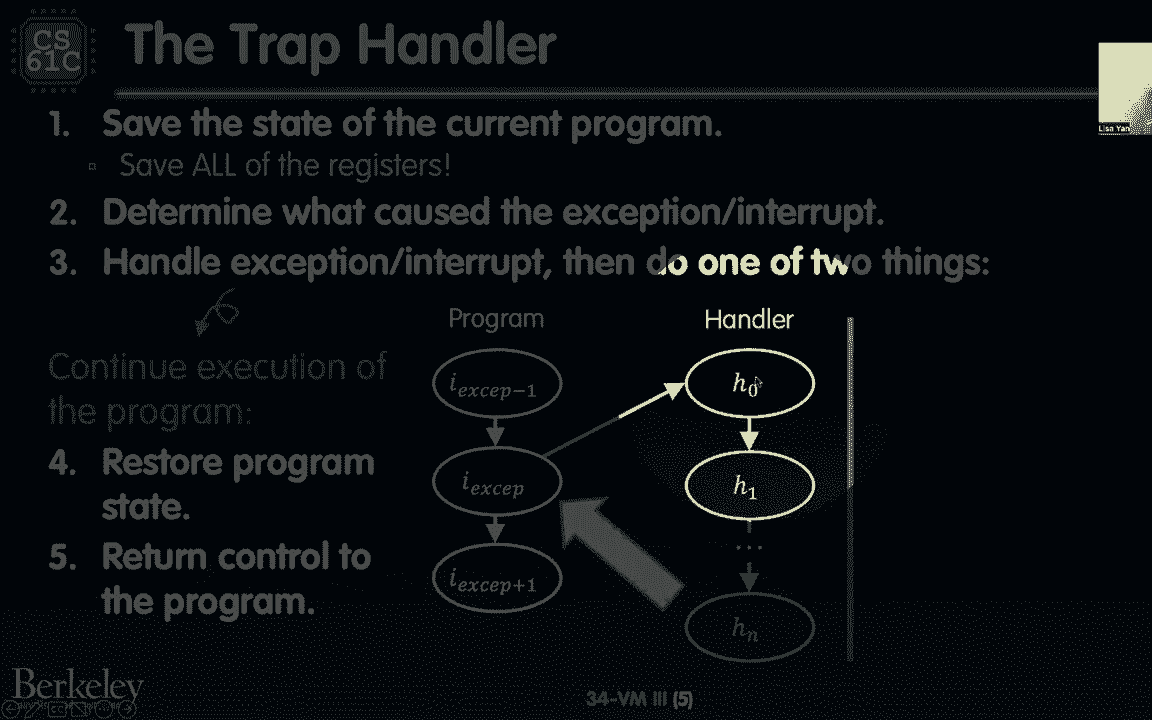 CS
61C
The Trap Handler
Lisa Yan
1. Save the state of the current program.
▫ Save ALL of the registers!
2. Determine what caused the exception/interrupt.
3. Handle exception/interrupt, then do one of two things:
Program
Handler
Continue execution of
the program:
4. Restore program
state.
5. Return control to
the program.
i_{excep−1}
i_{excep}
i_{excep+1}
h_0
h_1
...
h_n
Berkeley
34-VM III (5)